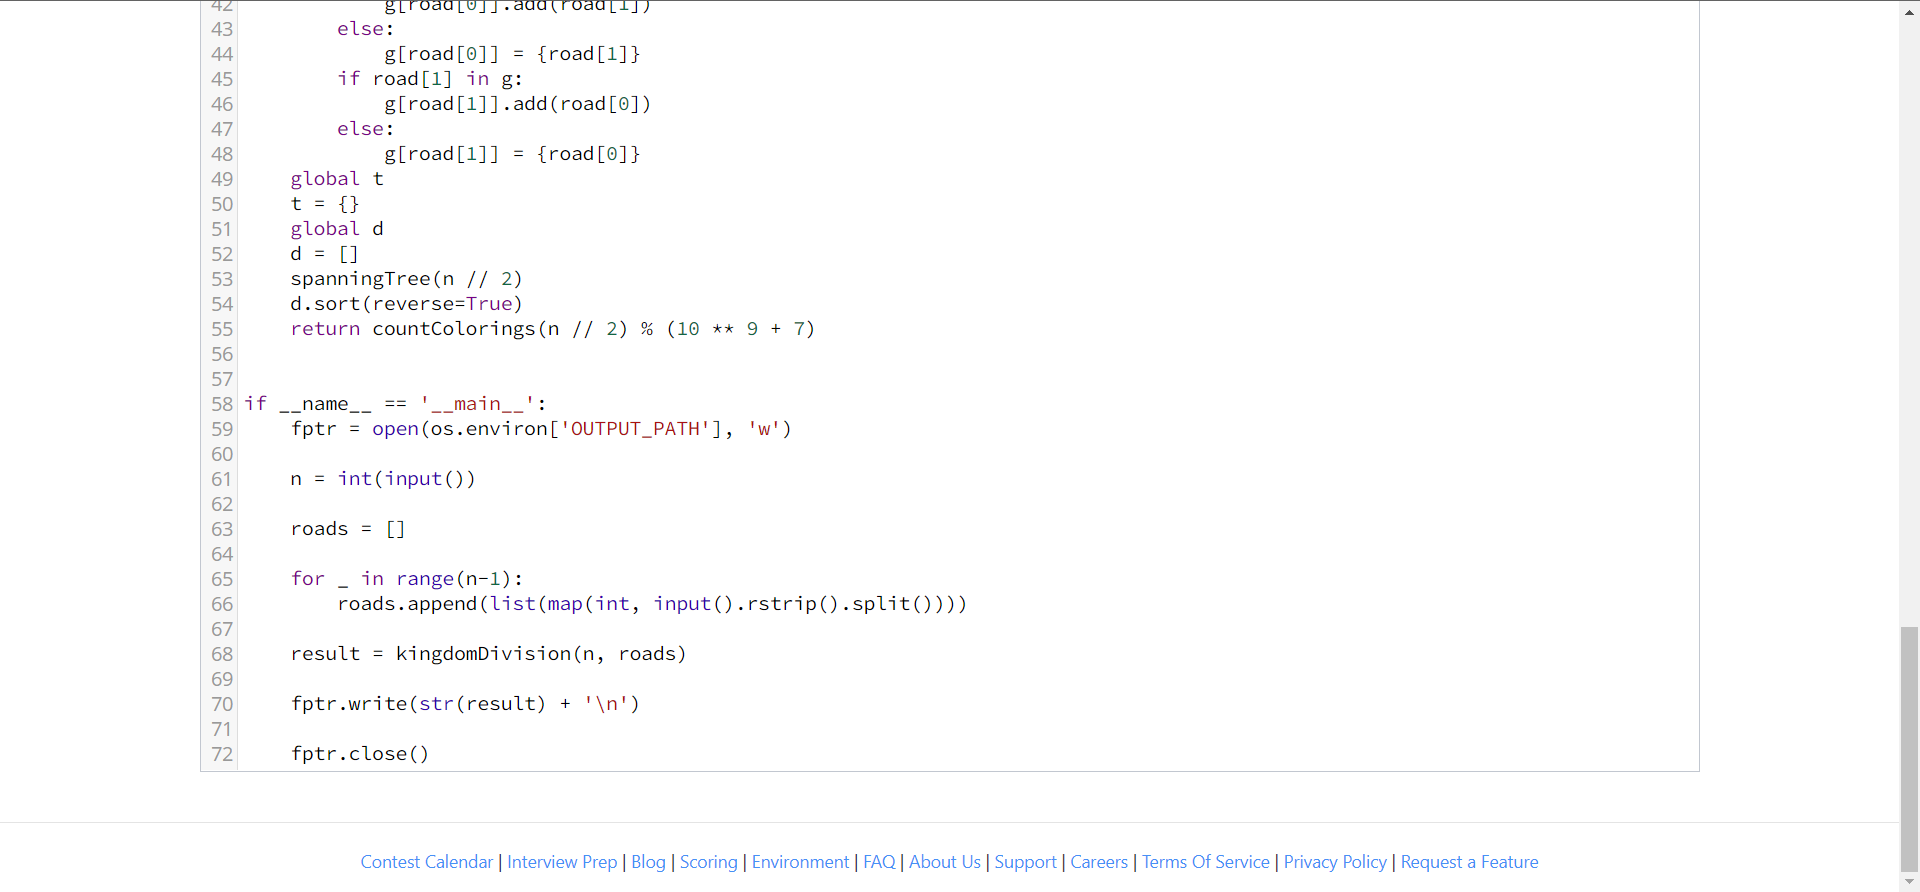 42             g[road[0]].add(road[1])
43         else:
44             g[road[0]] = {road[1]}
45         if road[1] in g:
46             g[road[1]].add(road[0])
47         else:
48             g[road[1]] = {road[0]}
49     global t
50     t = {}
51     global d
52     d = []
53     spanningTree(n // 2)
54     d.sort(reverse=True)
55     return countColorings(n // 2) % (10 ** 9 + 7)
56
57
58 if __name__ == '__main__':
59     fptr = open(os.environ['OUTPUT_PATH'], 'w')
60
61     n = int(input())
62
63     roads = []
64
65     for _ in range(n-1):
66         roads.append(list(map(int, input().rstrip().split())))
67
68     result = kingdomDivision(n, roads)
69
70     fptr.write(str(result) + '\n')
71
72     fptr.close()
Contest Calendar | Interview Prep | Blog | Scoring | Environment | FAQ | About Us | Support | Careers | Terms Of Service | Privacy Policy | Request a Feature